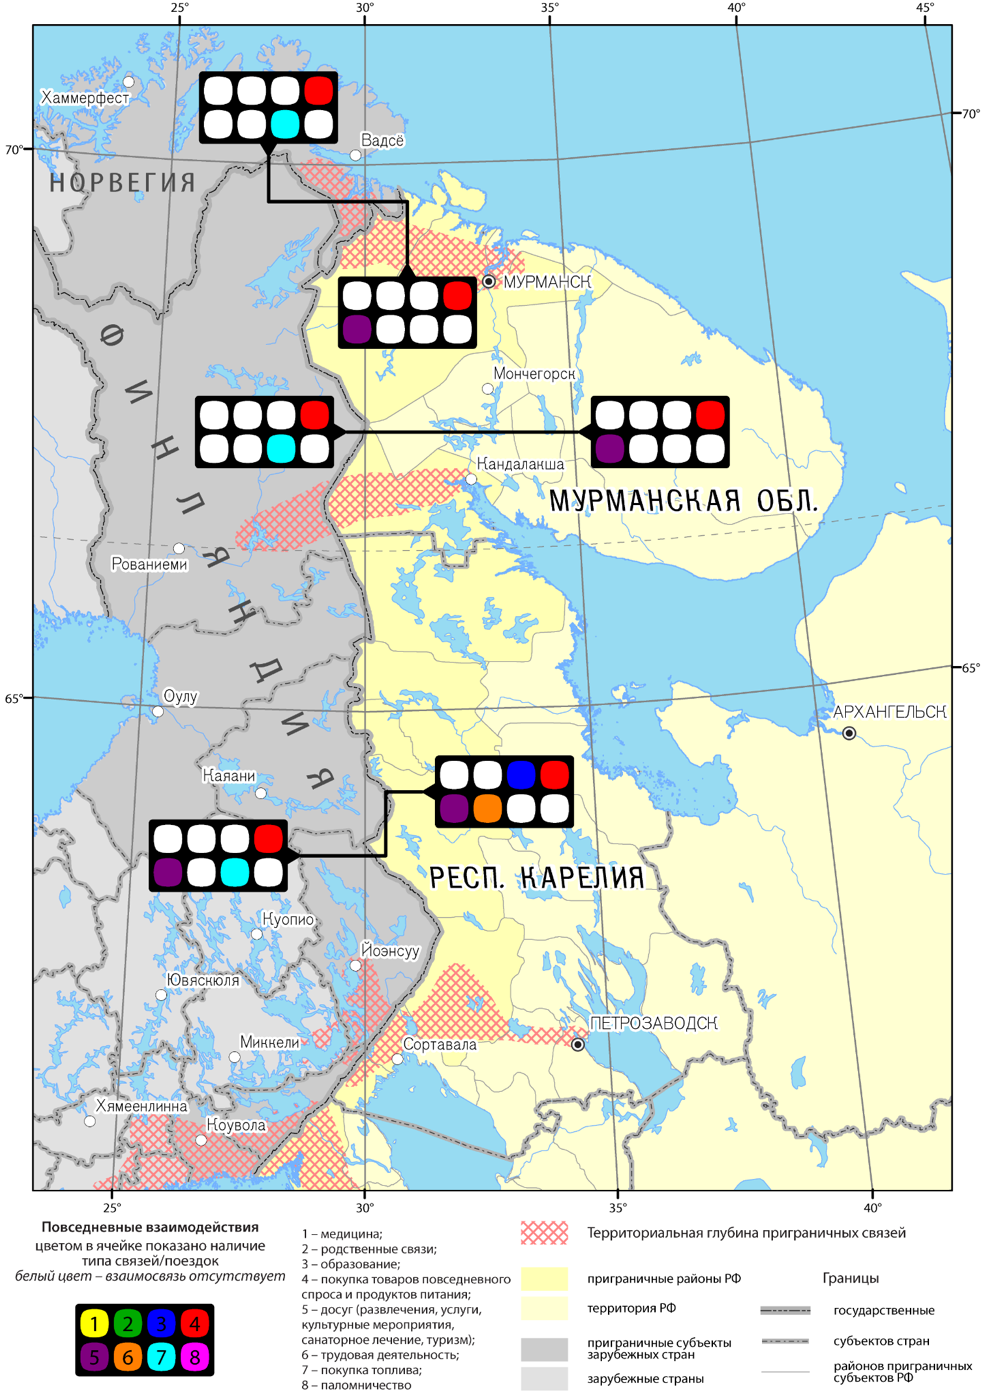 25° 30° 35° 40° 45°
Хаммерфест
Вадсё
70° 70°
НОРВЕГИЯ
МУРМАНСК
ФИНЛЯНДИЯ
Мончегорск
Кандалакша
МУРМАНСКАЯ ОБЛ.
Рованиеми
65° 65°
Оулу
АРХАНГЕЛЬСК
Каяани
РЕСП. КАРЕЛИЯ
Куопио
Йоэнсуу
Ювяскюля
ПЕТРОЗАВОДСК
Миккели
Сортавала
Хямеенлинна
Коувола
25° 30° 35° 40°
Повседневные взаимодействия
цветом в ячейке показано наличие
типа связей/поездок
белый цвет – взаимосвязь отсутствует
1 2 3 4
5 6 7 8
1 – медицина;
2 – родственные связи;
3 – образование;
4 – покупка товаров повседневного
спроса и продуктов питания;
5 – досуг (развлечения, услуги,
культурные мероприятия,
санаторное лечение, туризм);
6 – трудовая деятельность;
7 – покупка топлива;
8 – паломничество
Территориальная глубина приграничных связей
приграничные районы РФ
территория РФ
приграничные субъекты
зарубежных стран
зарубежные страны
Границы
государственные
субъектов стран
районов приграничных
субъектов РФ